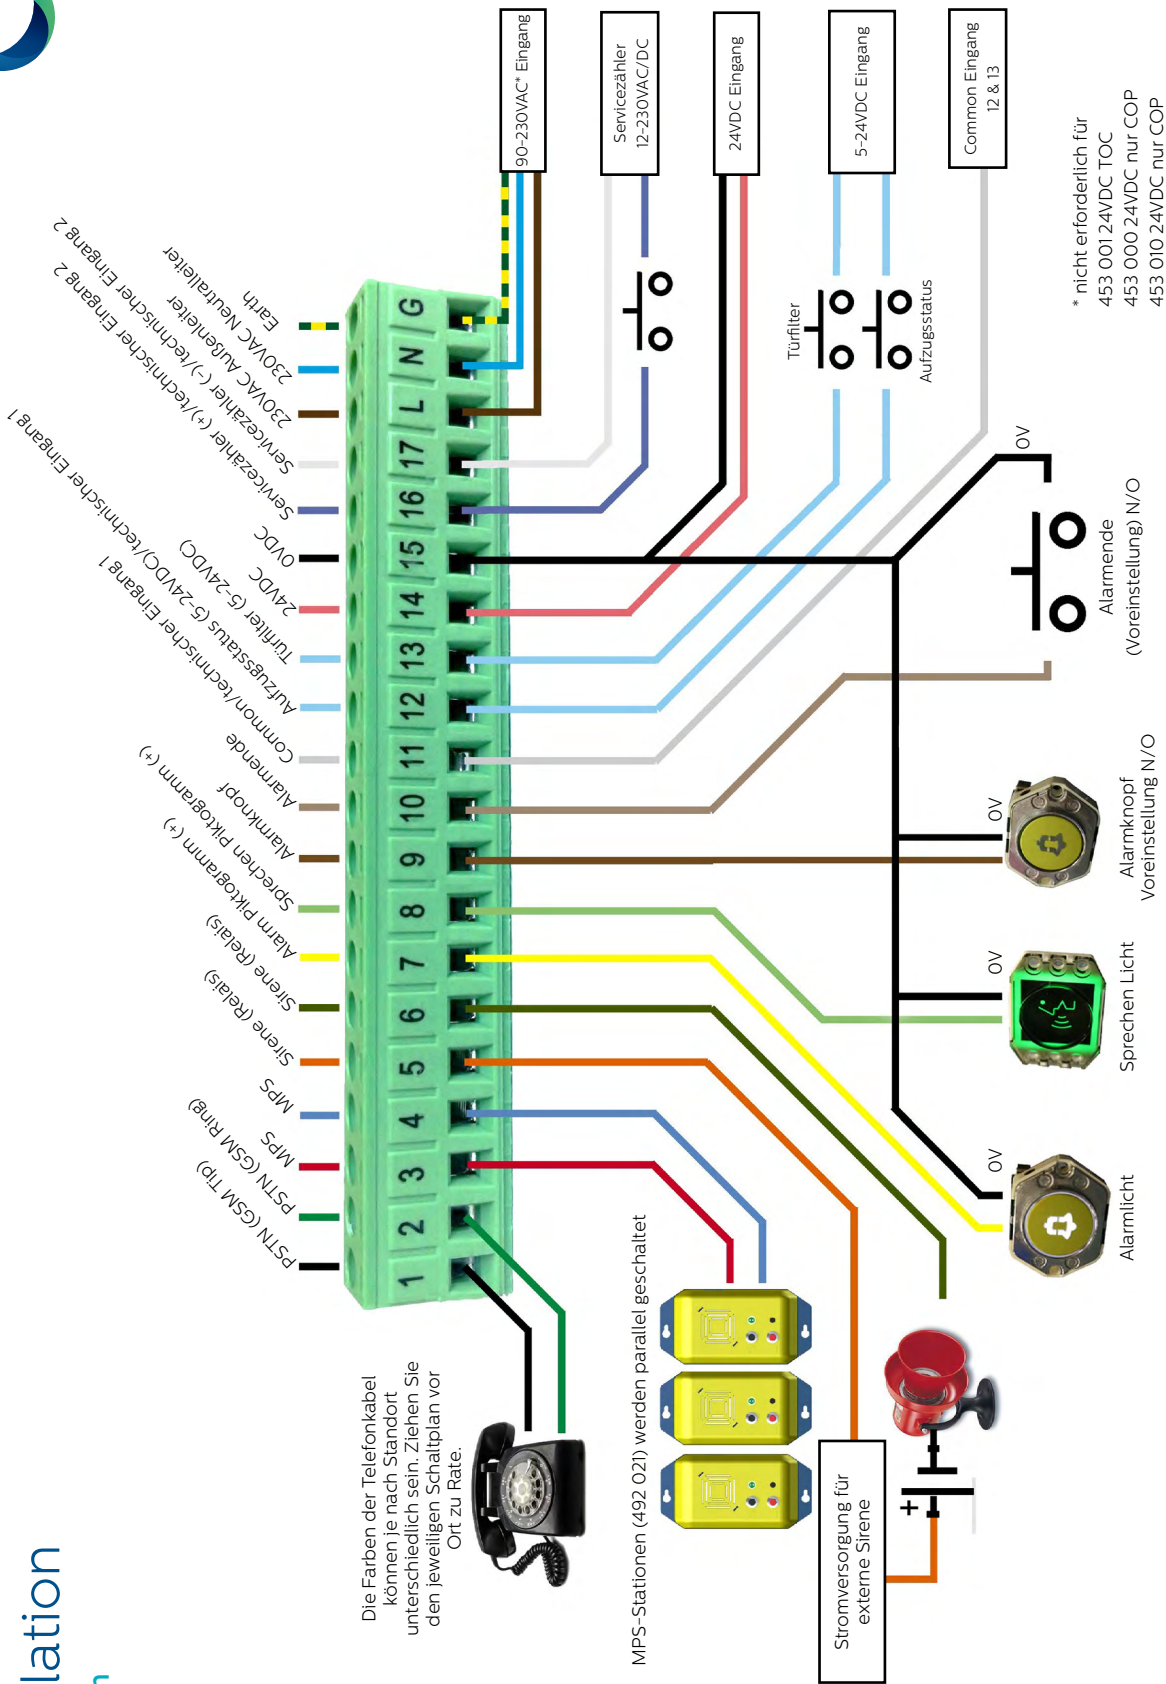 lation
PSTN (GSM Tip)
PSTN (GSM Ring)
MPS
MPS
Sirene (Relais)
Sirene (Relais)
Alarm Piktogramm (+)
Sprechen Piktogramm (+)
Alarmknopf
Alarmende
Common/technischer Eingang 1
Aufzugsstatus (5-24VDC)/technischer Eingang 1
Türfilter (5-24VDC)
24VDC
0VDC
Servicezähler (+)/technischer Eingang 2
Servicezähler (-)/technischer Eingang 2
230VAC Außenleiter
230VAC Neutralleiter
Earth
1 2 3 4 5 6 7 8 9 10 11 12 13 14 15 16 17 L N G
90-230VAC* Eingang
Servicezähler
12-230VAC/DC
24VDC Eingang
5-24VDC Eingang
Common Eingang
12 & 13
Türfilter
Aufzugsstatus
Die Farben der Telefonkabel
können je nach Standort
unterschiedlich sein. Ziehen Sie
den jeweiligen Schaltplan vor
Ort zu Rate.
MPS-Stationen (492 021) werden parallel geschaltet
Stromversorgung für
externe Sirene
+
0V
Alarmlicht
0V
Sprechen Licht
0V
Alarmknopf
Voreinstellung N/O
0V
Alarmende
(Voreinstellung) N/O
* nicht erforderlich für
453 001 24VDC TOC
453 000 24VDC nur COP
453 010 24VDC nur COP